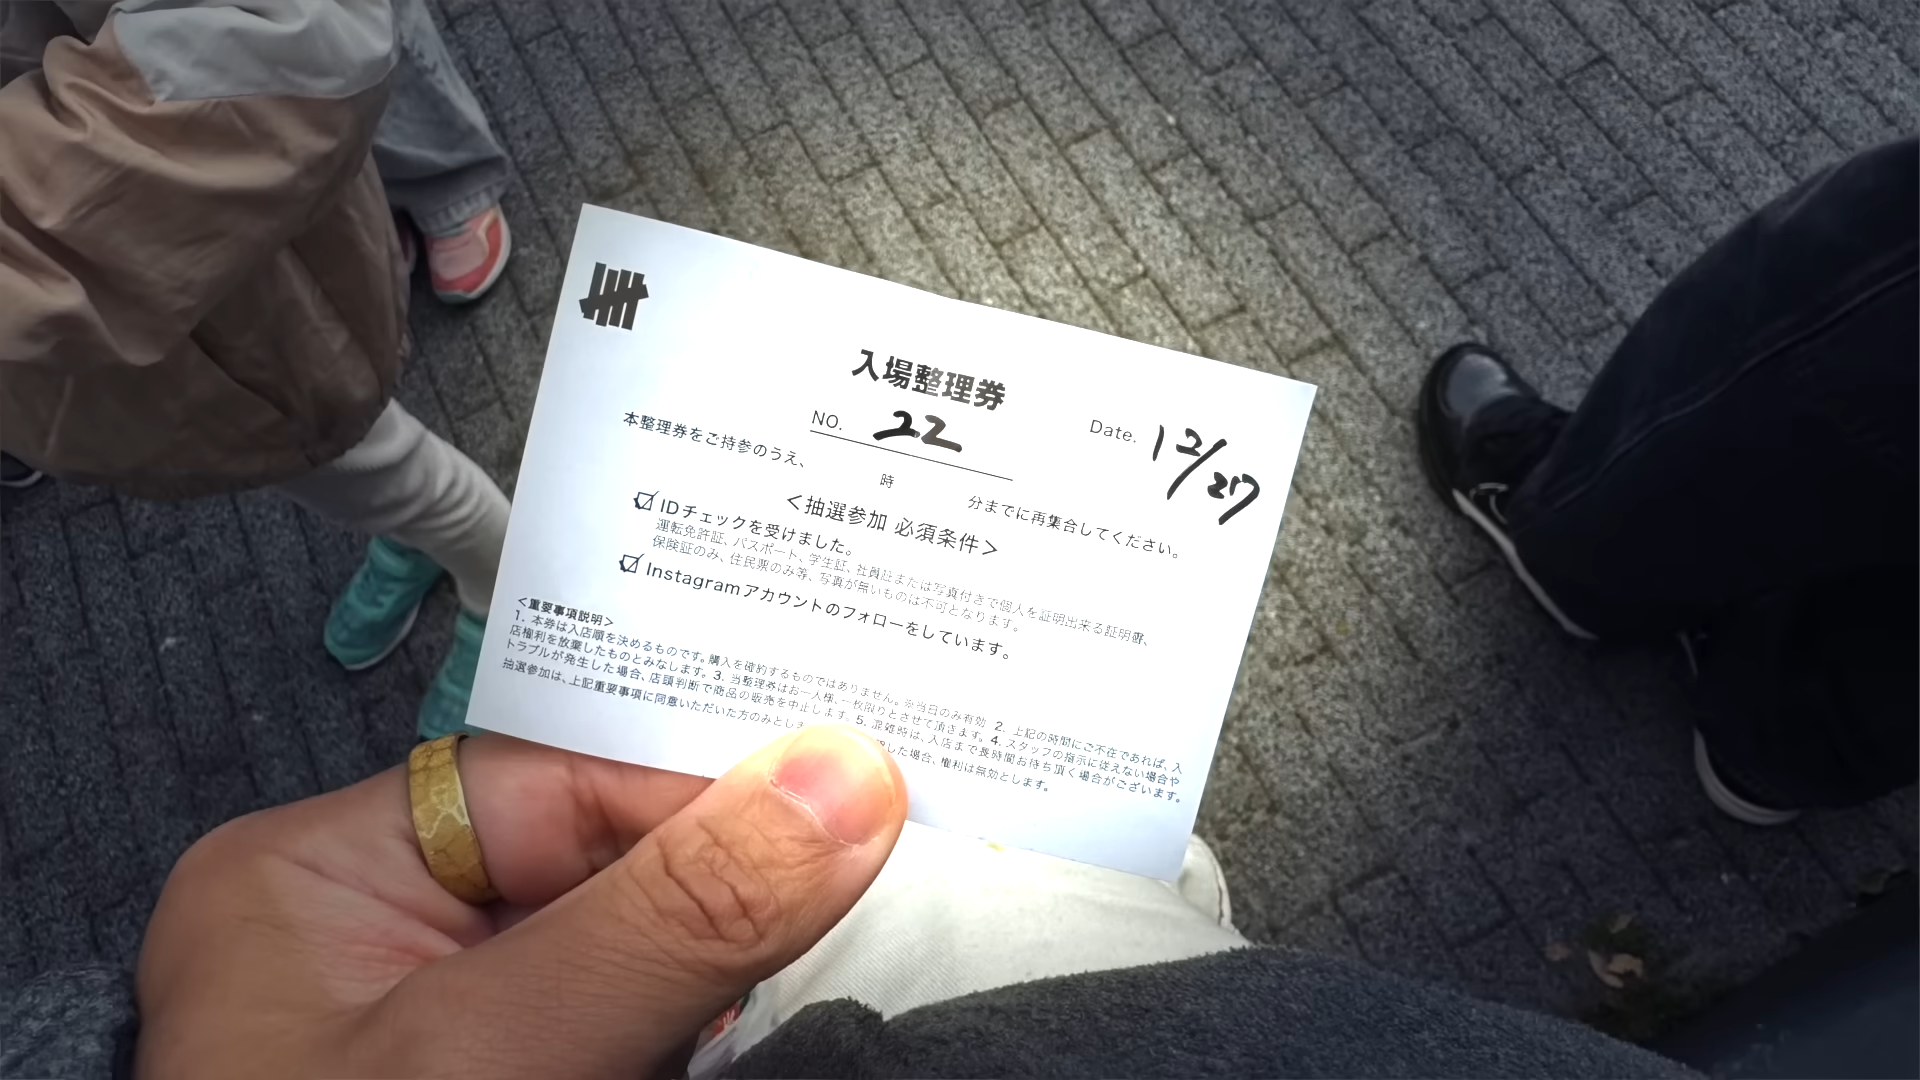 入場整理券
NO. 22
Date. 12/27
本整理券をご持参のうえ、
時 分までに再集合してください。
<抽選参加 必須条件>
☑ IDチェックを受けました。
運転免許証、パスポート、学生証、社員証または写真付きで個人を証明出来る証明書、
保険証のみ、住民票のみ等、写真が無いものは不可となります。
☑ Instagramアカウントのフォローをしています。
<重要事項説明>
1. 本券は入店順を決めるものです。購入を確約するものではありません。※当日のみ有効 2. 上記の時間にご不在であれば、入
店権利を放棄したものとみなします。3. 当整理券はお一人様、一枚限りとさせて頂きます。4. スタッフの指示に従えない場合や
トラブルが発生した場合、店頭判断で商品の販売を中止します。5. 混雑時は、入店まで長時間お待ち頂く場合がございます。
抽選参加は、上記重要事項に同意いただいた方のみとしま した場合、権利は無効とします。